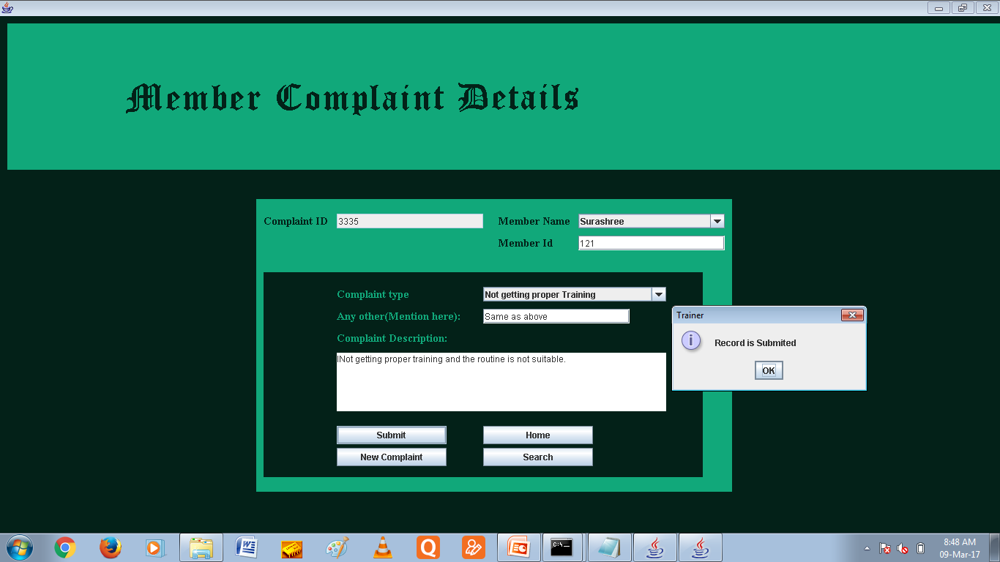 Member Complaint Details
Complaint ID 3335 Member Name Surashree
Member Id 121
Complaint type Not getting proper Training
Any other(Mention here): Same as above
Complaint Description:
INot getting proper training and the routine is not suitable.
Submit Home
New Complaint Search
Trainer
Record is Submited
OK
8:48 AM
09-Mar-17